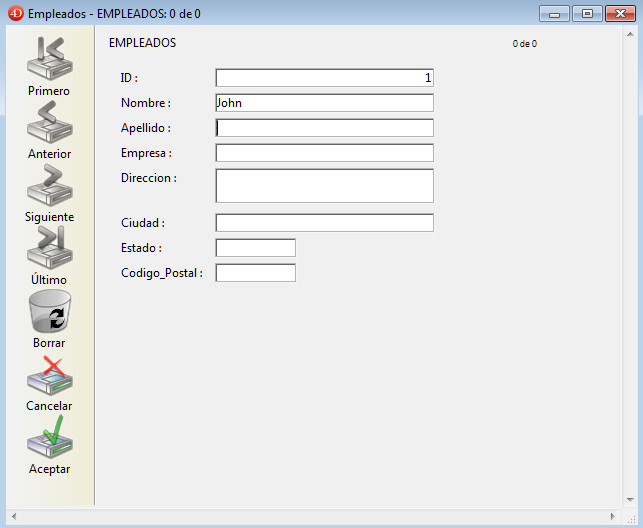 4D Empleados - EMPLEADOS: 0 de 0
EMPLEADOS
0 de 0
Primero
Anterior
Siguiente
Último
Borrar
Cancelar
Aceptar
ID : 1
Nombre : John
Apellido :
Empresa :
Direccion :
Ciudad :
Estado :
Codigo_Postal :